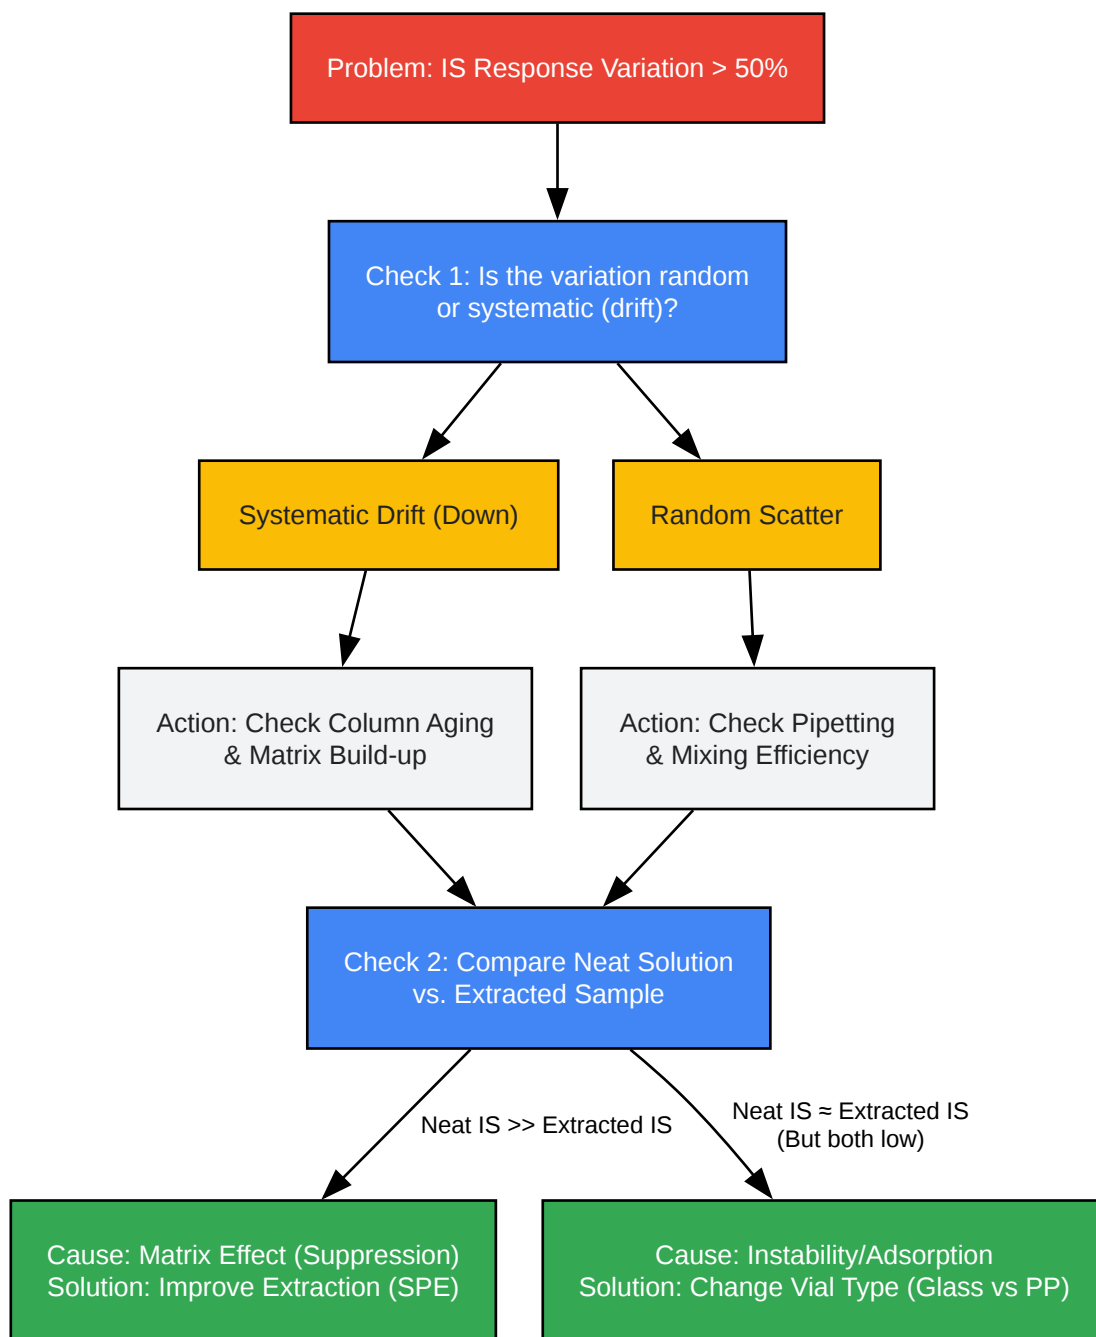 Problem: IS Response Variation > 50%
Check 1: Is the variation random
or systematic (drift)?
Systematic Drift (Down)
Random Scatter
Action: Check Column Aging
& Matrix Build-up
Action: Check Pipetting
& Mixing Efficiency
Check 2: Compare Neat Solution
vs. Extracted Sample
Neat IS >> Extracted IS
Neat IS ≈ Extracted IS
(But both low)
Cause: Matrix Effect (Suppression)
Solution: Improve Extraction (SPE)
Cause: Instability/Adsorption
Solution: Change Vial Type (Glass vs PP)